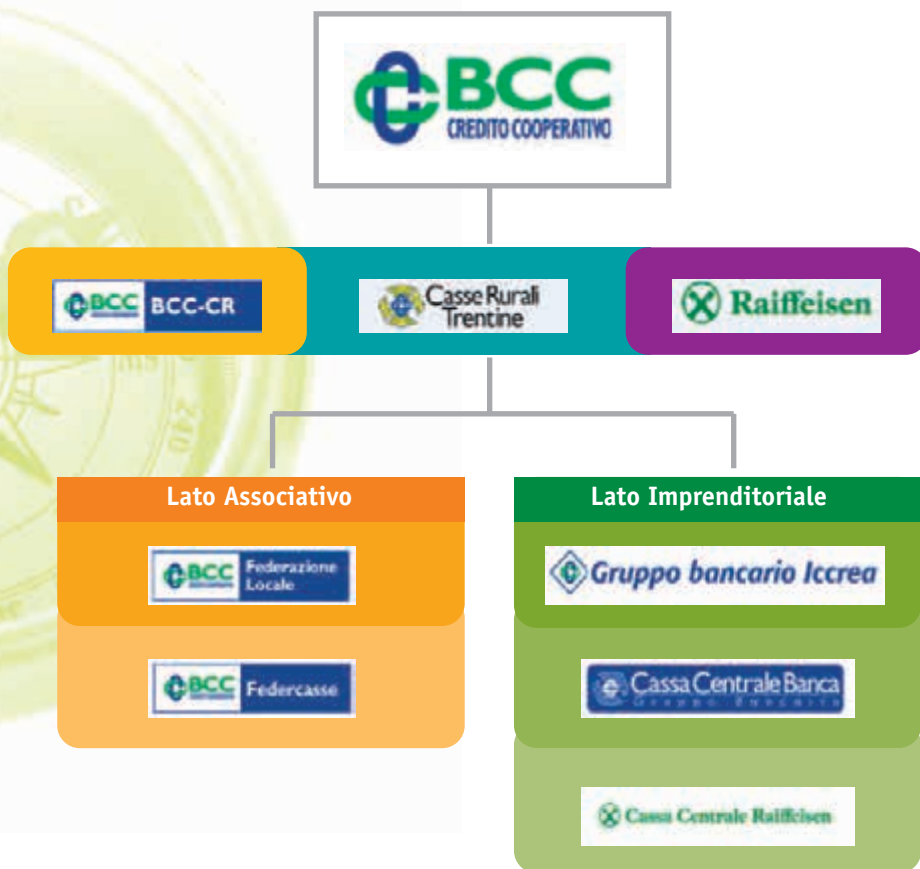 BCC
CREDITO COOPERATIVO
BCC BCC-CR
Casse Rurali
Trentine
Raiffeisen
Lato Associativo
Lato Imprenditoriale
BCC Federazione
Locale
Gruppo bancario Iccrea
BCC Federcasse
Cassa Centrale Banca
Cassa Centrale Raiffeisen
240